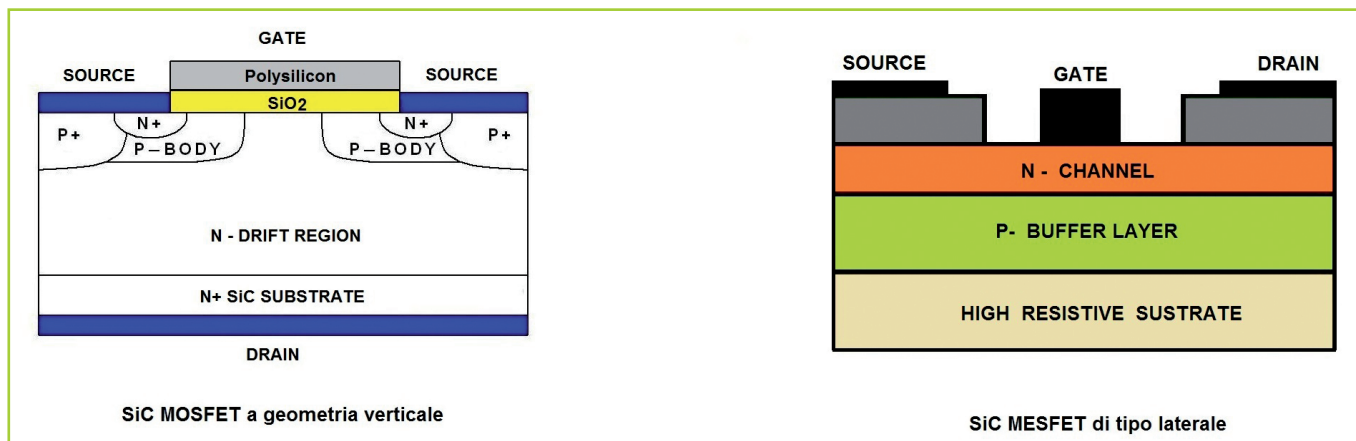 GATE
SOURCE
Polysilicon
SOURCE
SiO2
P+
N+
N+
P+
P–BODY
P–BODY
N - DRIFT REGION
N+ SiC SUBSTRATE
DRAIN
SiC MOSFET a geometria verticale
SOURCE
GATE
DRAIN
N - CHANNEL
P- BUFFER LAYER
HIGH RESISTIVE SUSTRATE
SiC MESFET di tipo laterale